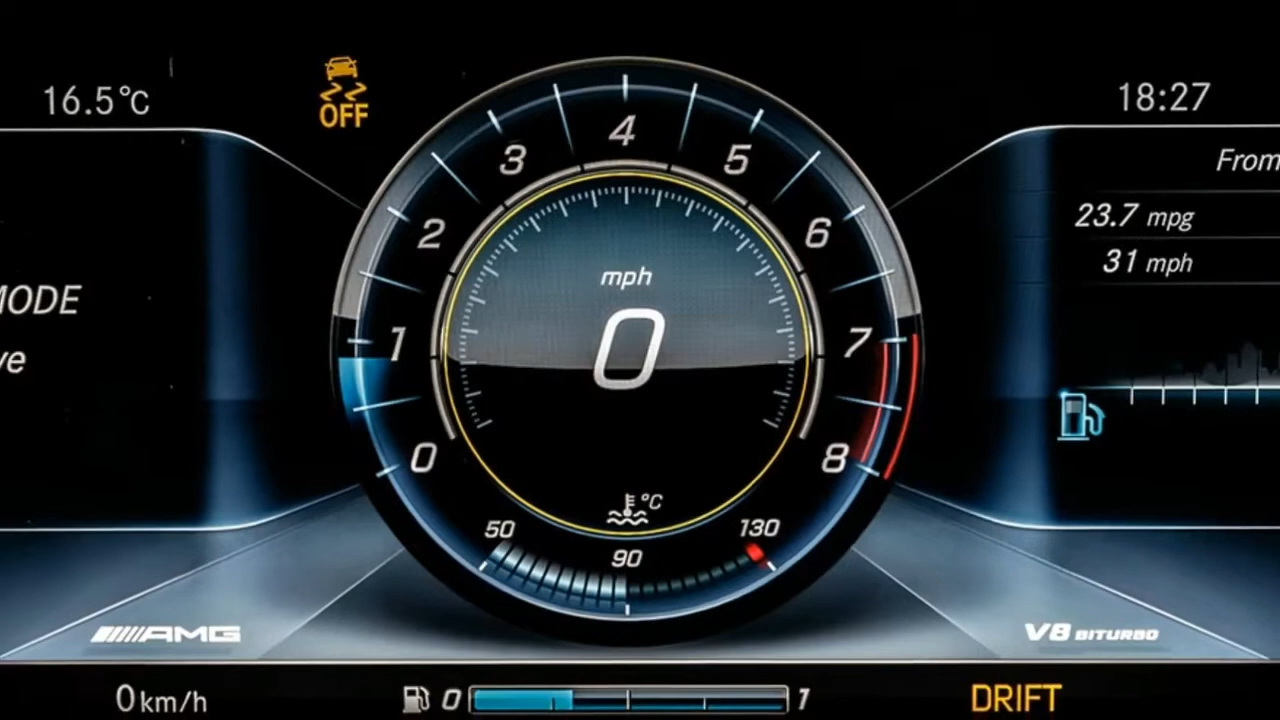 16.5°C
OFF
18:27
From
23.7 mpg
31 mph
MODE
ve
0
1
2
3
4
5
6
7
8
mph
0
°C
50
90
130
AMG
V8 BITURBO
0 km/h
0
1
DRIFT